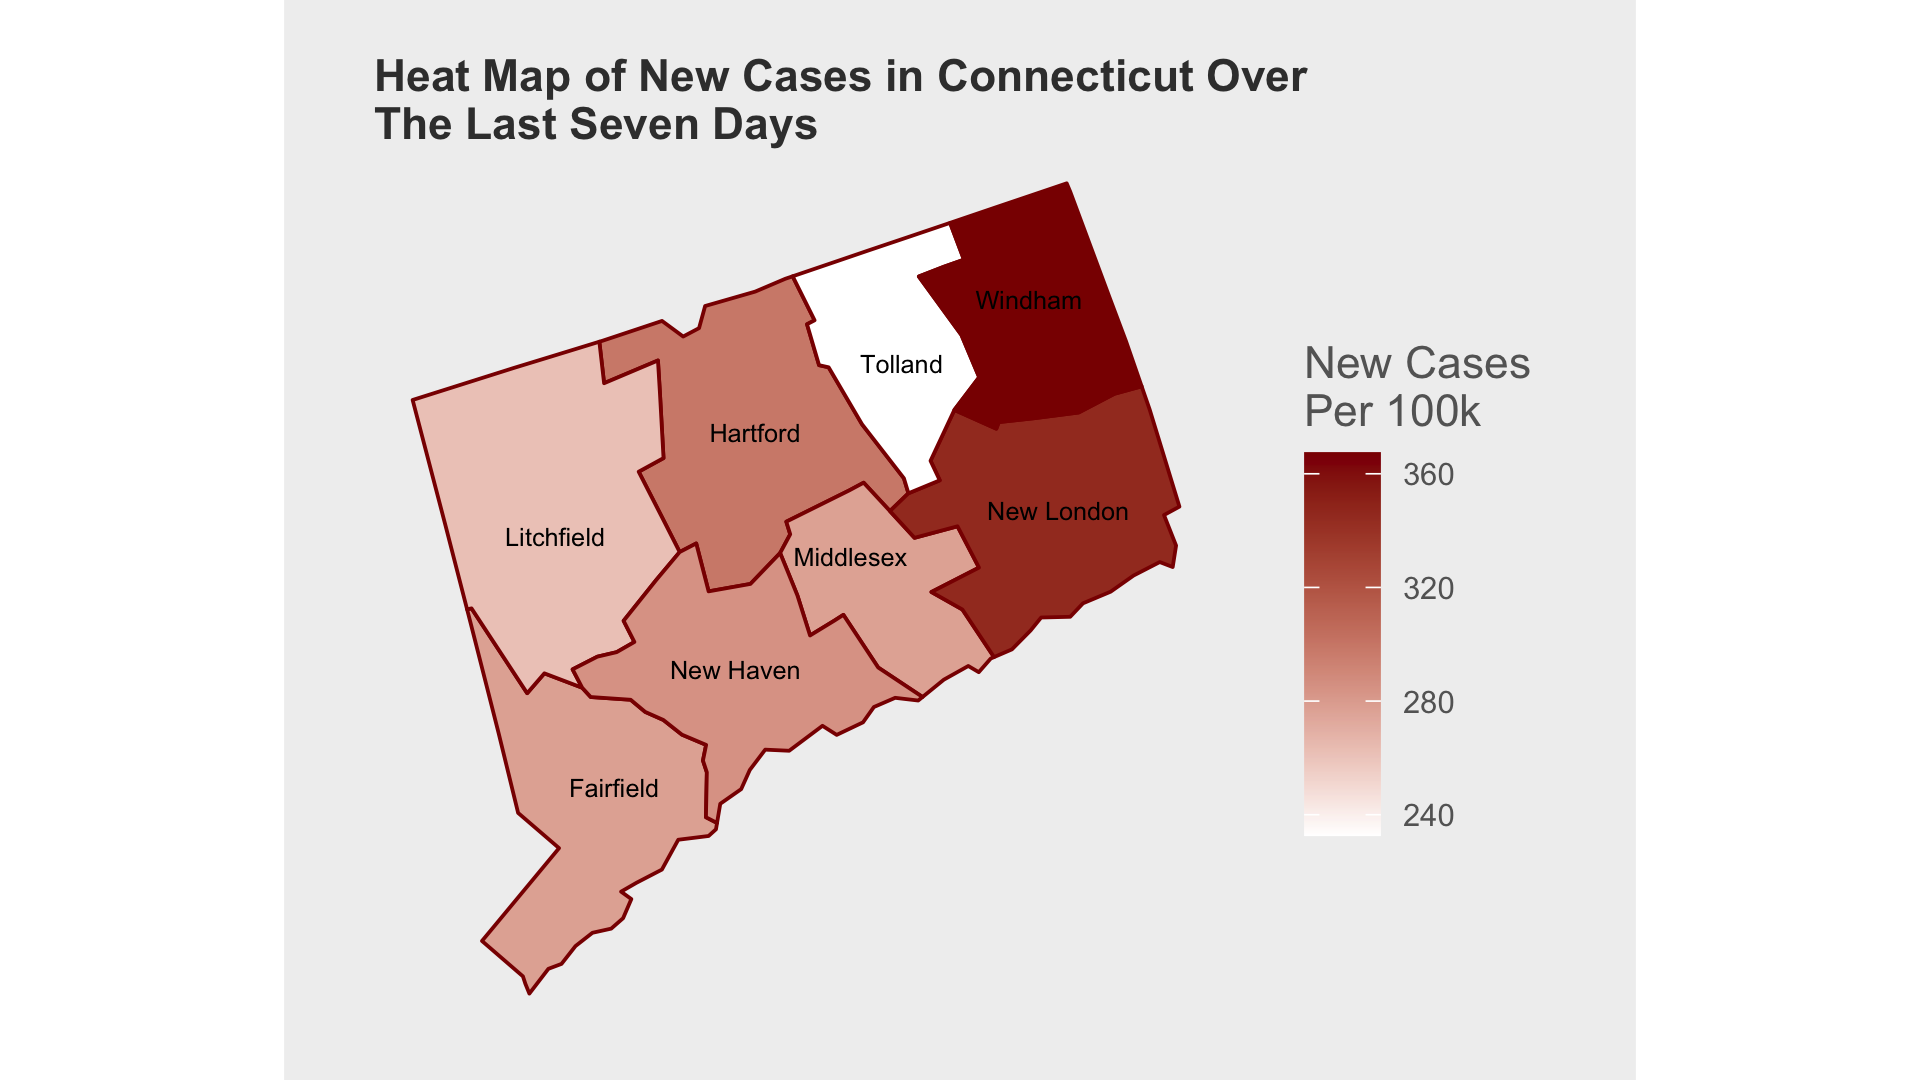 Heat Map of New Cases in Connecticut Over
The Last Seven Days
Windham
Tolland
Hartford
New London
Litchfield
Middlesex
New Haven
Fairfield
New Cases
Per 100k
360
320
280
240